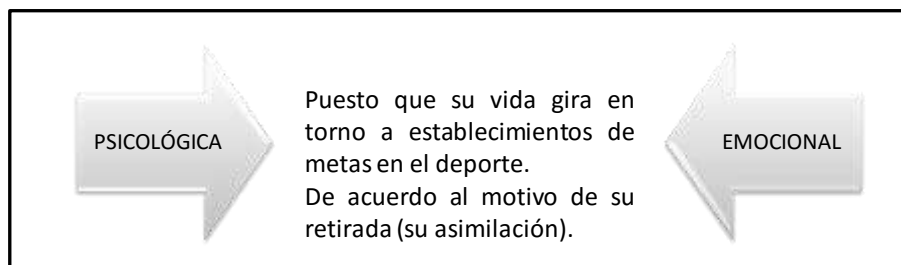 PSICOLÓGICA
Puesto que su vida gira en
torno a establecimientos de
metas en el deporte.
De acuerdo al motivo de su
retirada (su asimilación).
EMOCIONAL